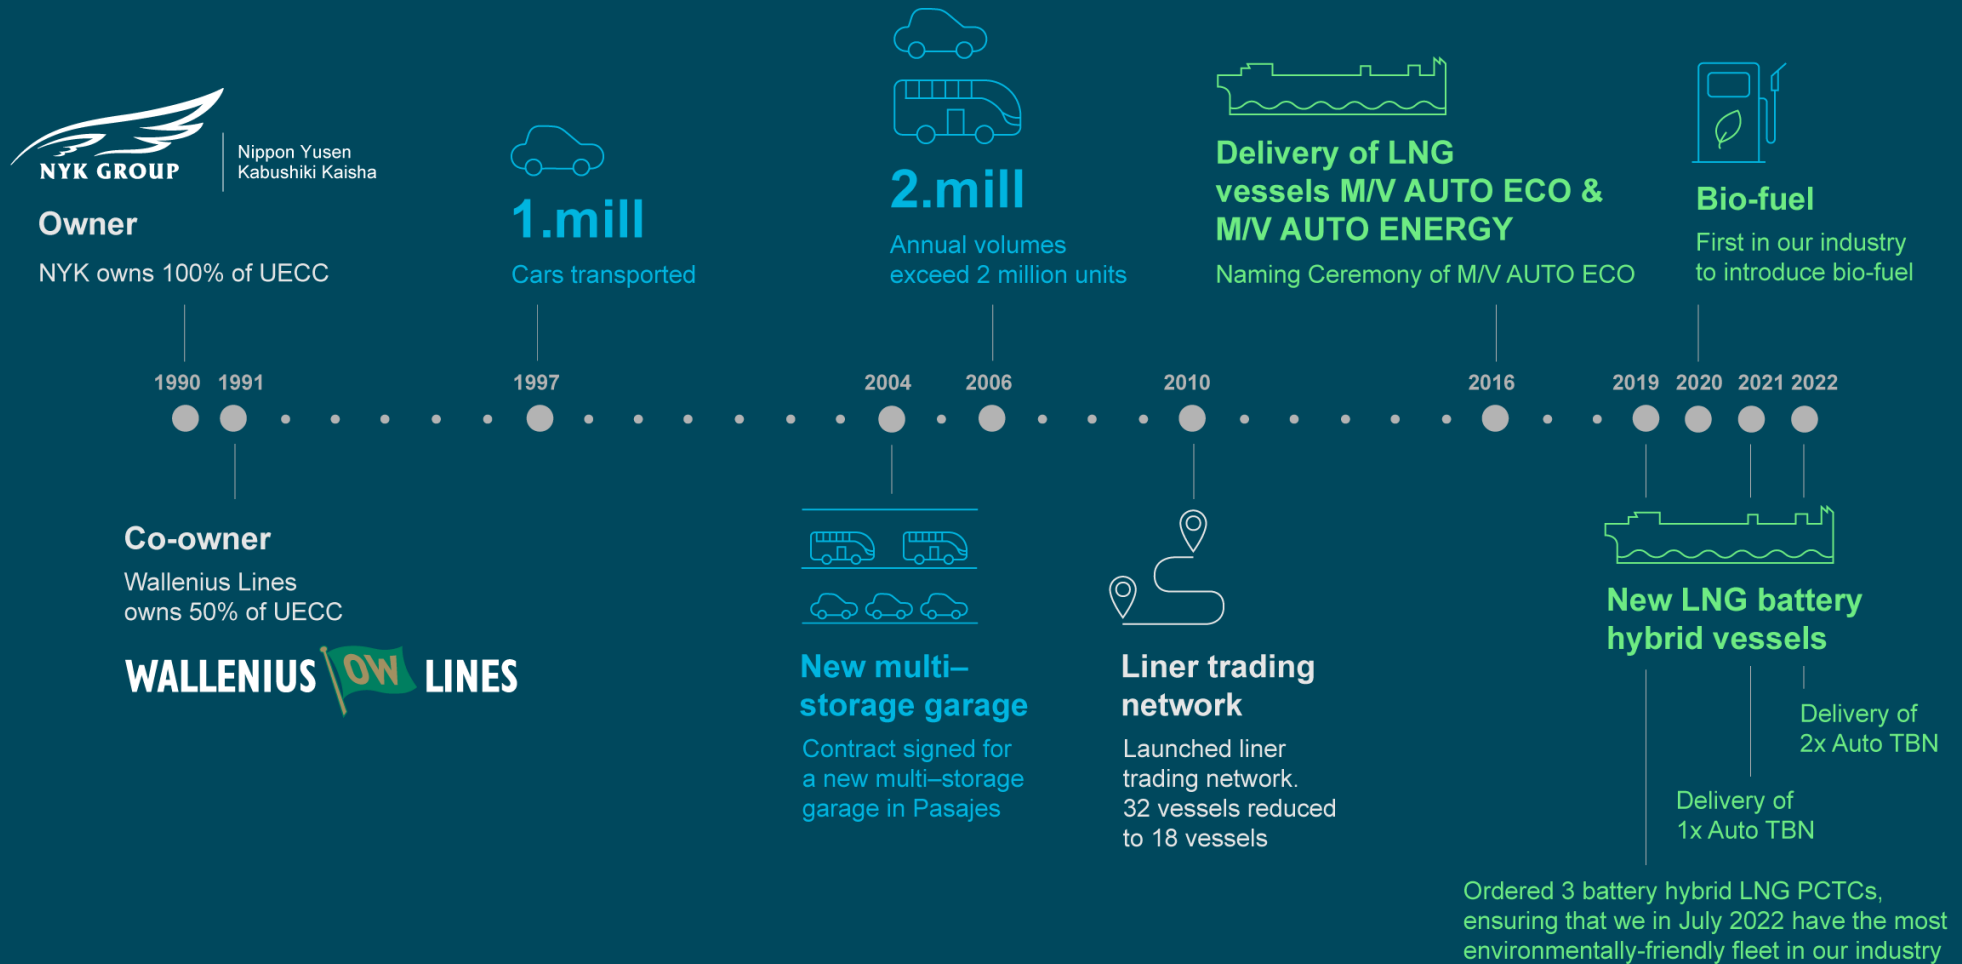 NYK GROUP
Nippon Yusen
Kabushiki Kaisha
Owner
NYK owns 100% of UECC
1.mill
Cars transported
2.mill
Annual volumes
exceed 2 million units
Delivery of LNG
vessels M/V AUTO ECO &
M/V AUTO ENERGY
Naming Ceremony of M/V AUTO ECO
Bio-fuel
First in our industry
to introduce bio-fuel
1990 1991 1997 2004 2006 2010 2016 2019 2020 2021 2022
Co-owner
Wallenius Lines
owns 50% of UECC
WALLENIUS OW LINES
New multi–
storage garage
Contract signed for
a new multi–storage
garage in Pasajes
Liner trading
network
Launched liner
trading network.
32 vessels reduced
to 18 vessels
New LNG battery
hybrid vessels
Delivery of
2x Auto TBN
Delivery of
1x Auto TBN
Ordered 3 battery hybrid LNG PCTCs,
ensuring that we in July 2022 have the most
environmentally-friendly fleet in our industry